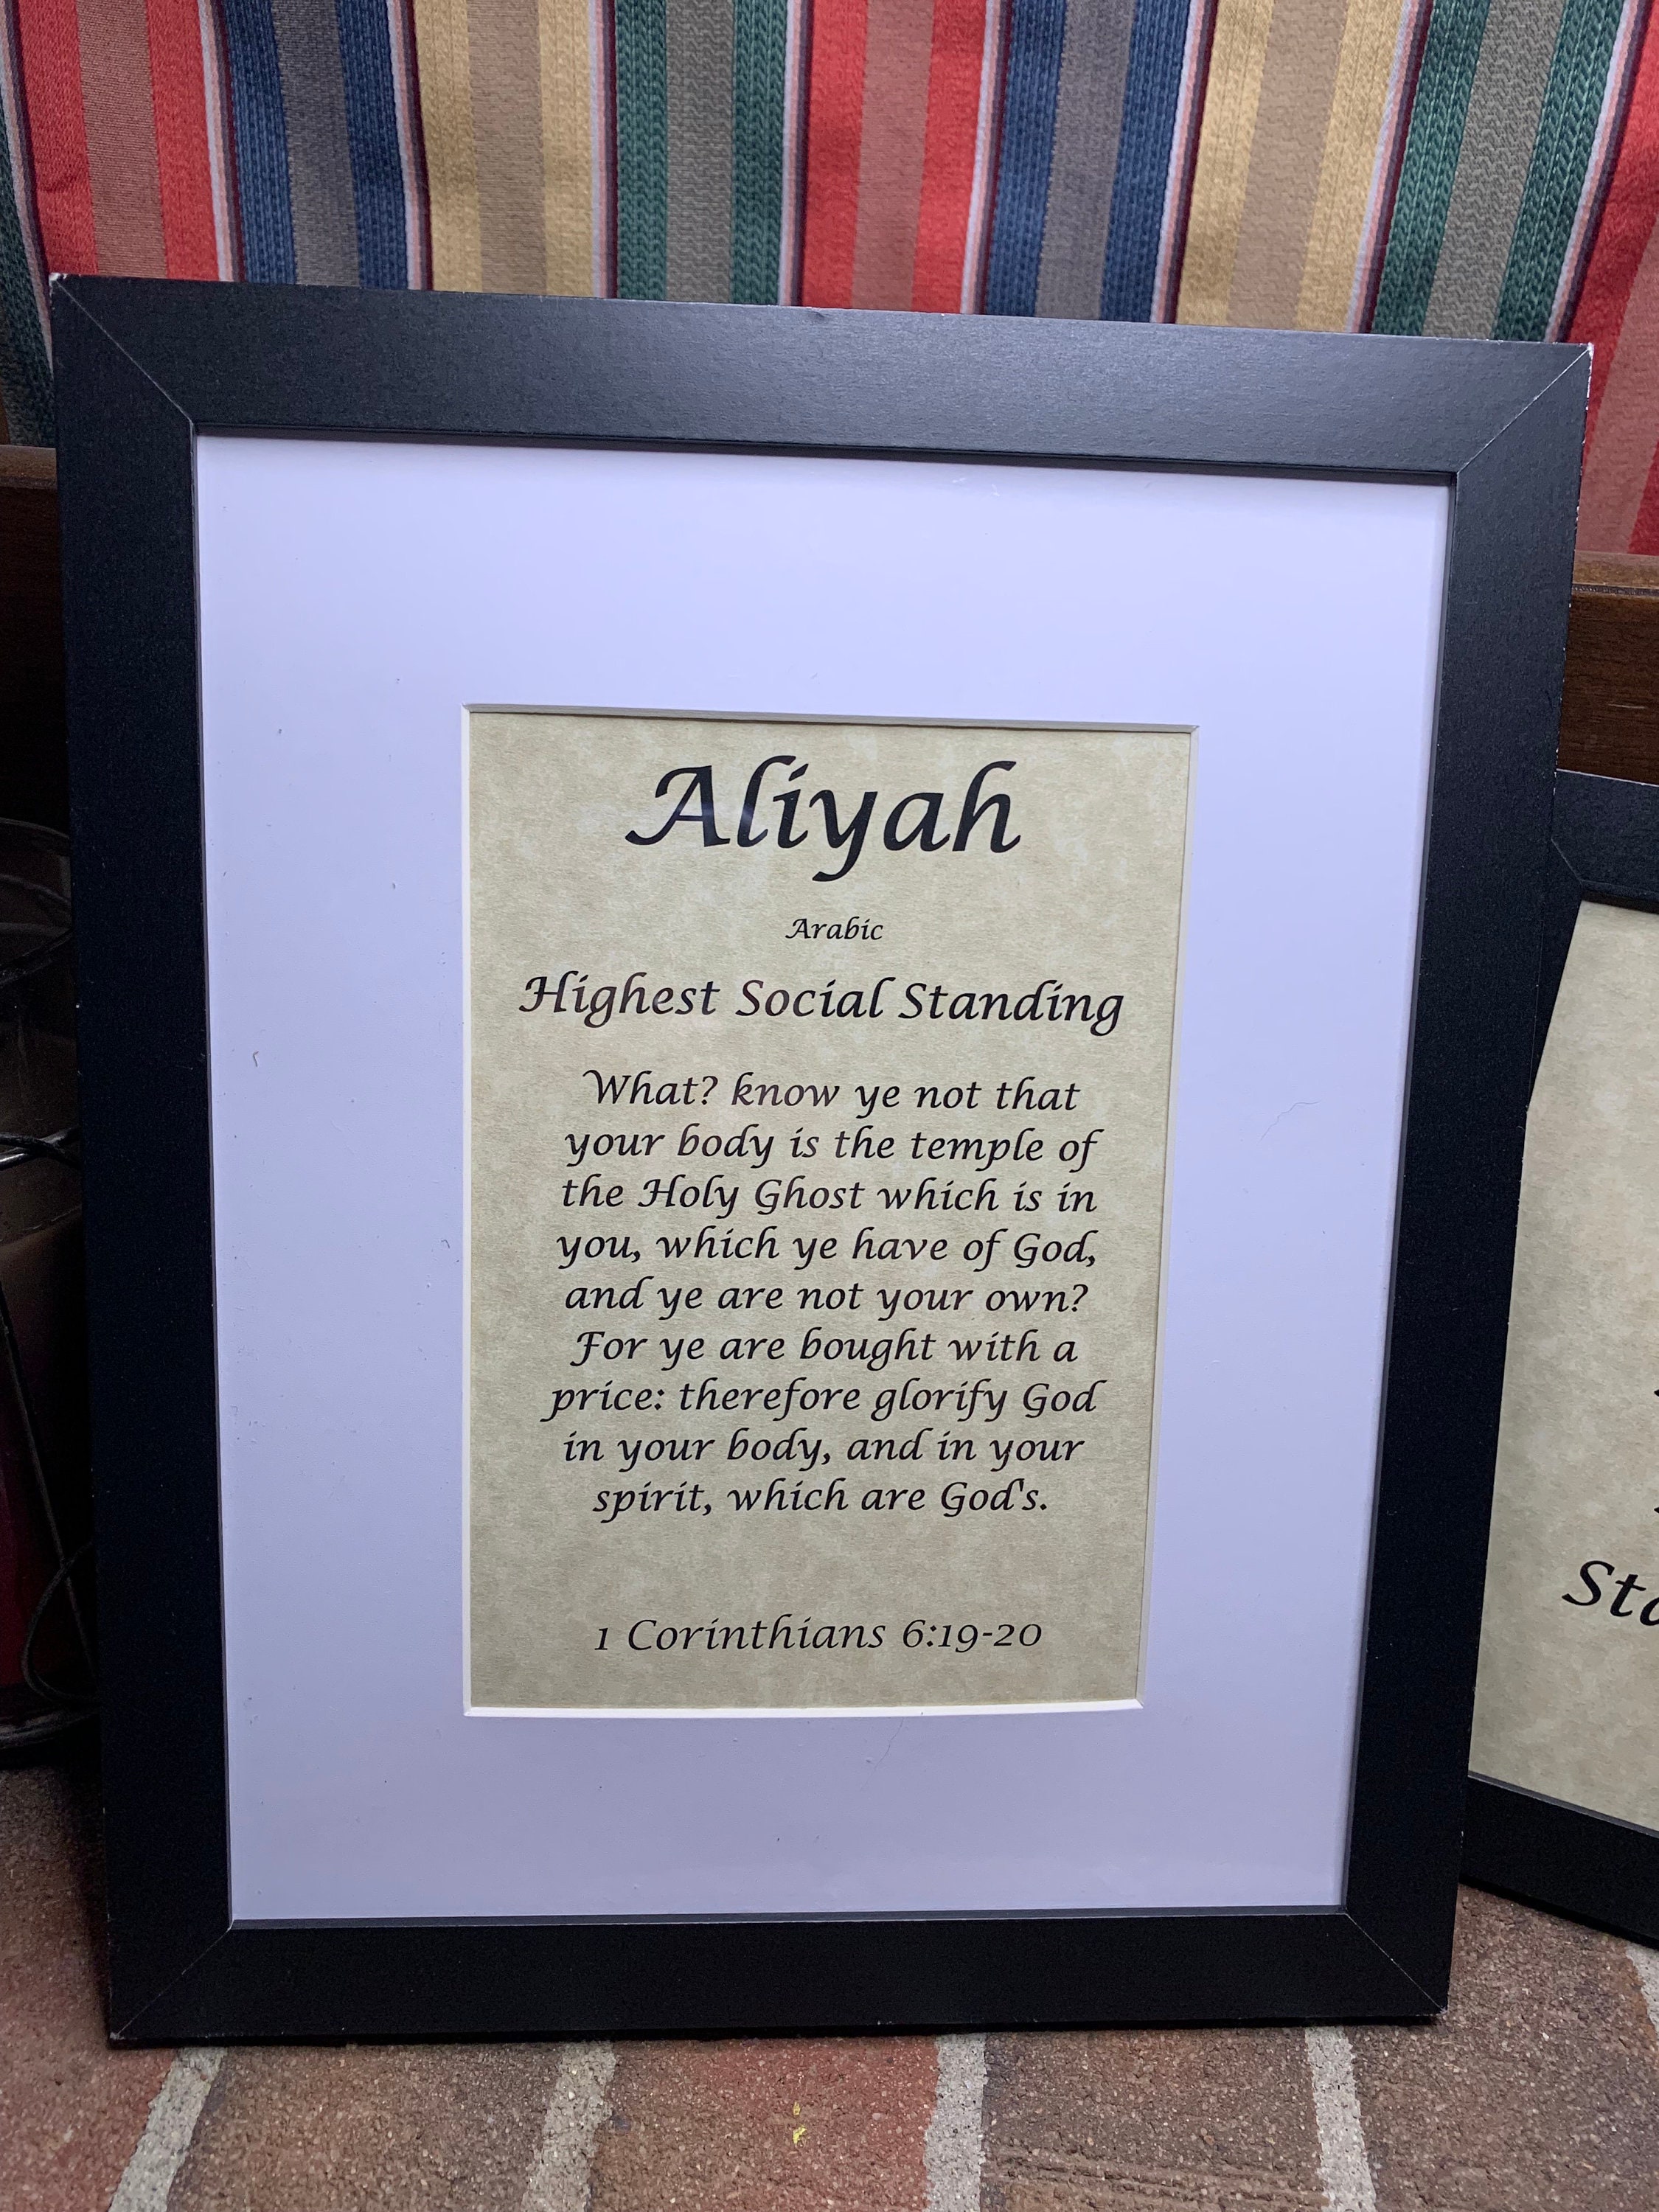 Aliyah
Arabic
Highest Social Standing
What? know ye not that
your body is the temple of
the Holy Ghost which is in
you, which ye have of God,
and ye are not your own?
For ye are bought with a
price: therefore glorify God
in your body, and in your
spirit, which are God's.
1 Corinthians 6:19-20